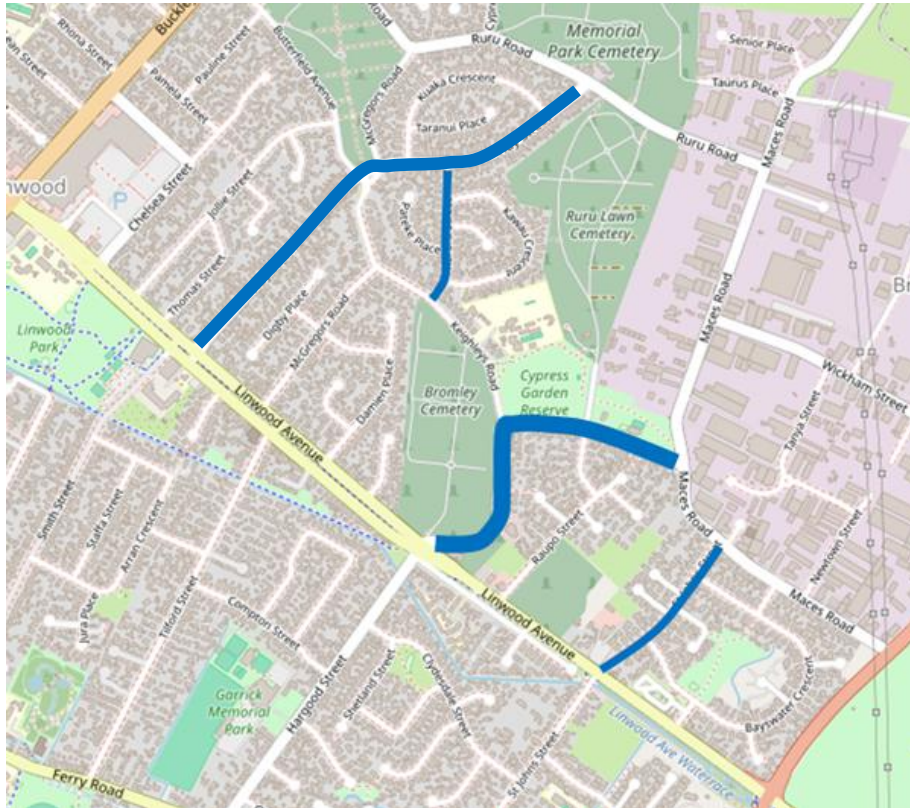 Rhona Street
Pamela Street
Pauline Street
Butterfield Avenue
McGregors Road
Kuaka Crescent
Taranui Place
Ruru Road
Memorial
Park Cemetery
Senior Place
Taurus Place
Maces Road
Ruru Road
nwood
P
Chelsea Street
Jollie Street
Thomas Street
Pateke Place
Kawau Crescent
Ruru Lawn
Cemetery
Linwood
Park
Digby Place
McGregors Road
Damien Place
Keighleys Road
Bromley
Cemetery
Cypress
Garden
Reserve
Maces Road
Wickham Street
Tanya Street
Br
Linwood Avenue
Smith Street
Staffa Street
Arran Crescent
Jura Place
Tilford Street
Compton Street
Raupo Street
Maces Road
Newtown Street
Maces Road
Linwood Avenue
Hargood Street
Shetland Street
Clydesdale Street
Garrick
Memorial
Park
St Johns Street
Bayswater Crescent
Linwood Ave Waterrace
Ferry Road